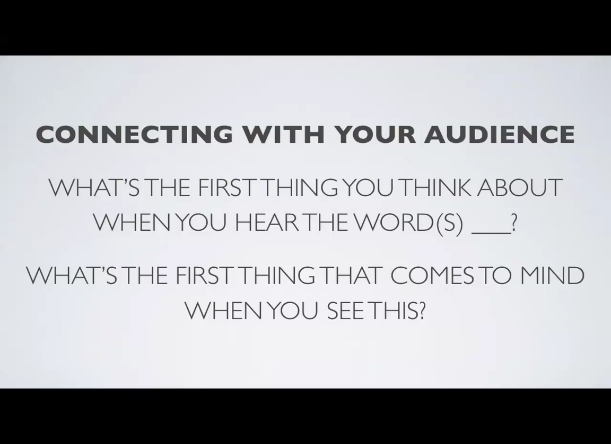 CONNECTING WITH YOUR AUDIENCE
WHAT'S THE FIRST THING YOU THINK ABOUT
WHEN YOU HEAR THE WORD(S) ___?
WHAT'S THE FIRST THING THAT COMES TO MIND
WHEN YOU SEE THIS?